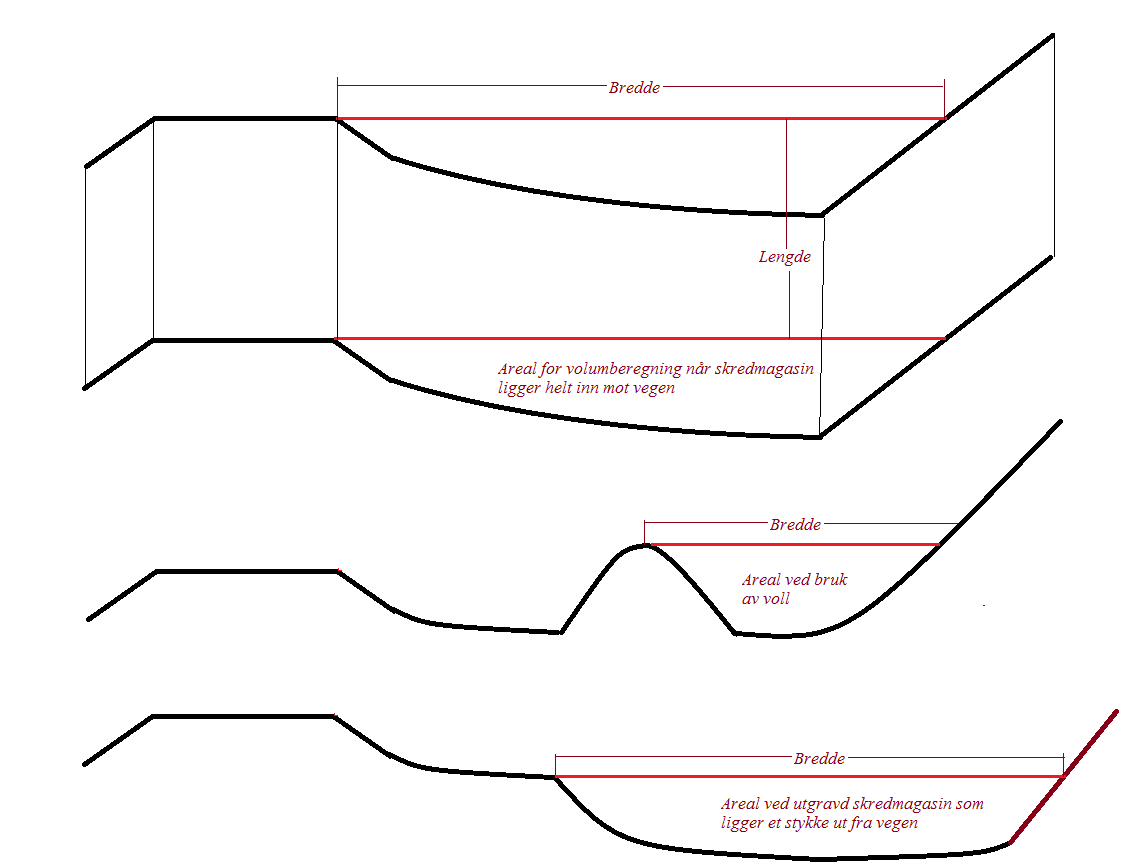 Bredde
Lengde
Areal for volumberegning når skredmagasin
ligger helt inn mot vegen
Bredde
Areal ved bruk
av voll
Bredde
Areal ved utgravd skredmagasin som
ligger et stykke ut fra vegen